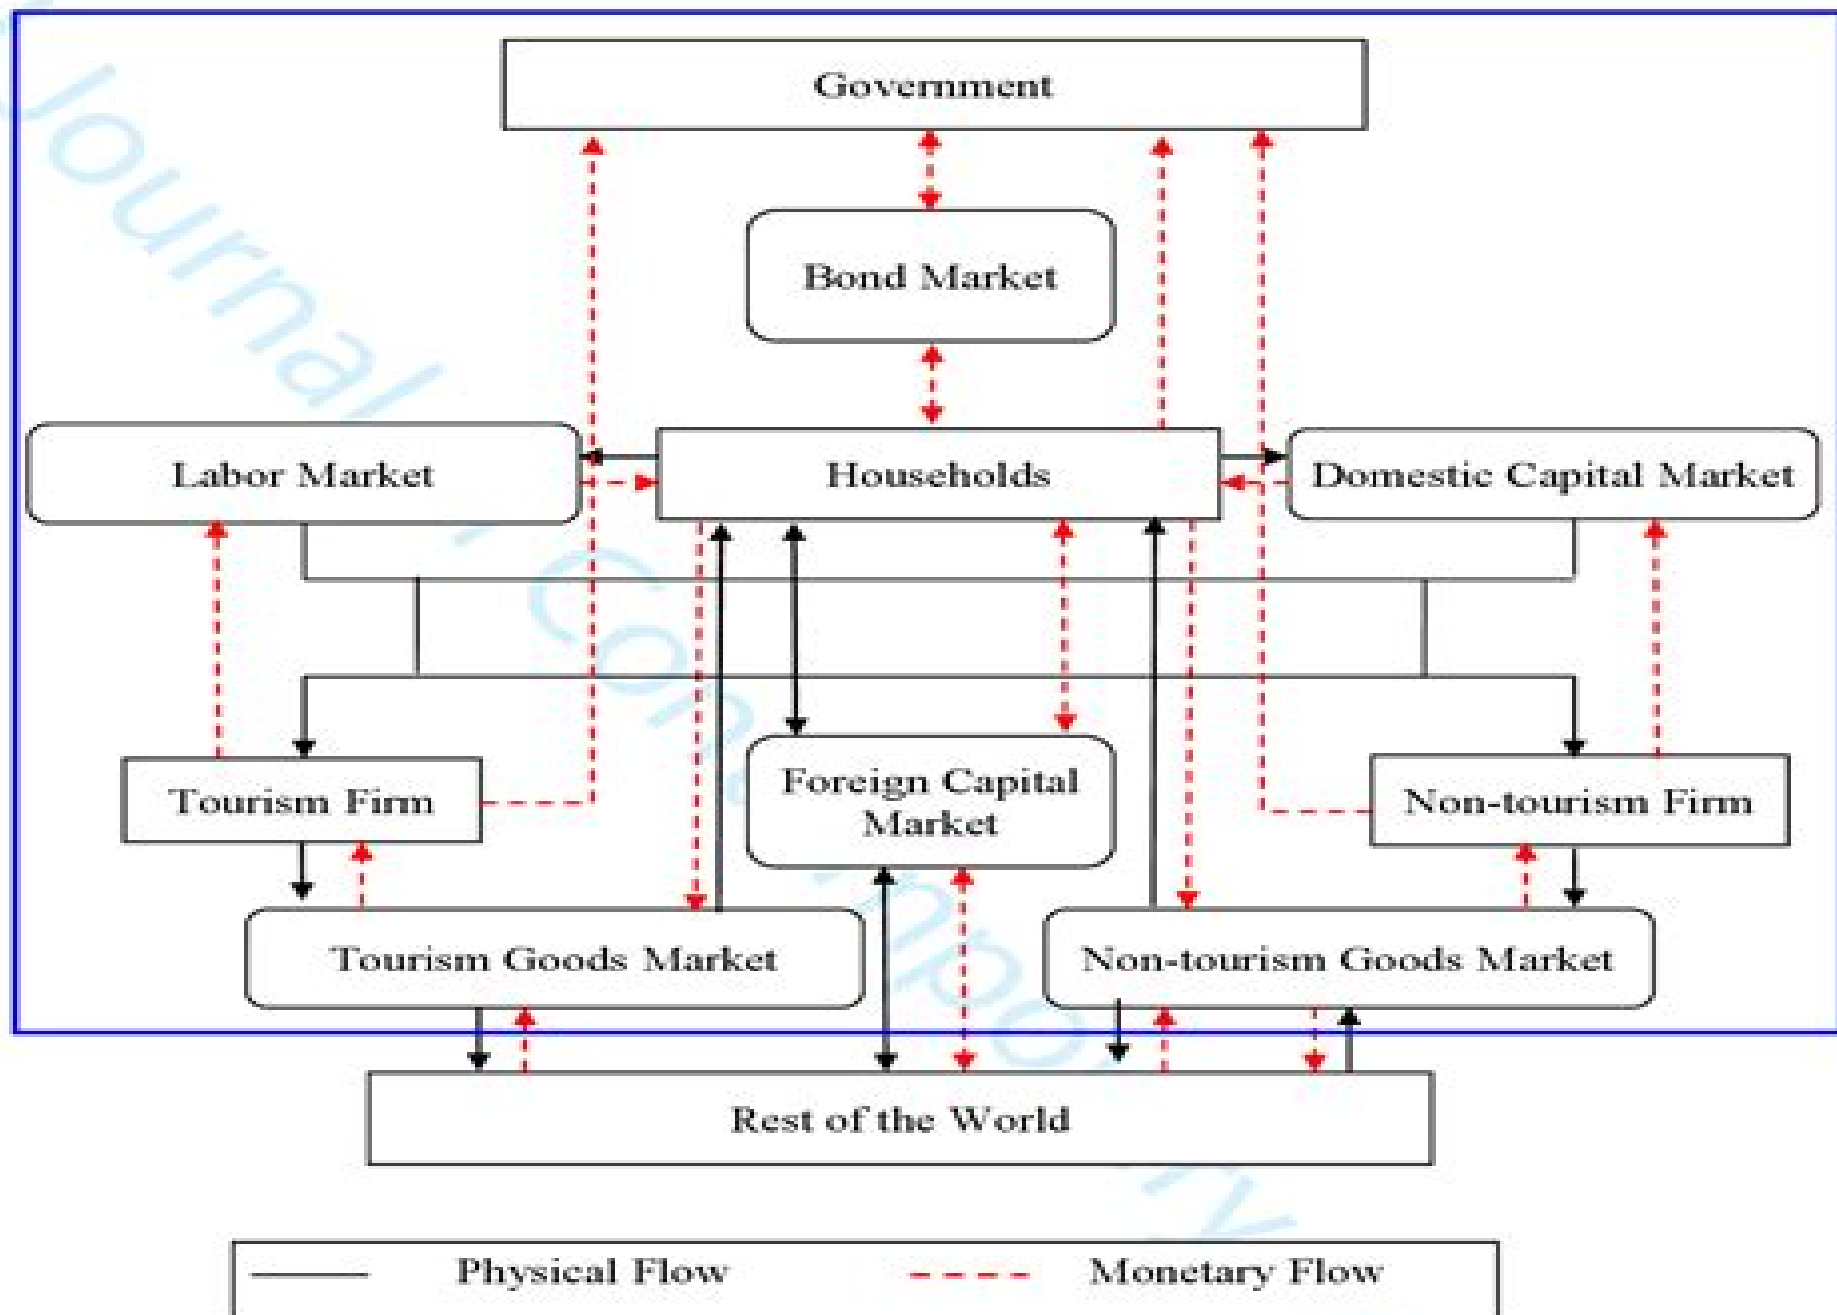 Government
Bond Market
Labor Market
Households
Domestic Capital Market
Tourism Firm
Foreign Capital
Market
Non-tourism Firm
Tourism Goods Market
Non-tourism Goods Market
Rest of the World
Physical Flow
Monetary Flow
Journal